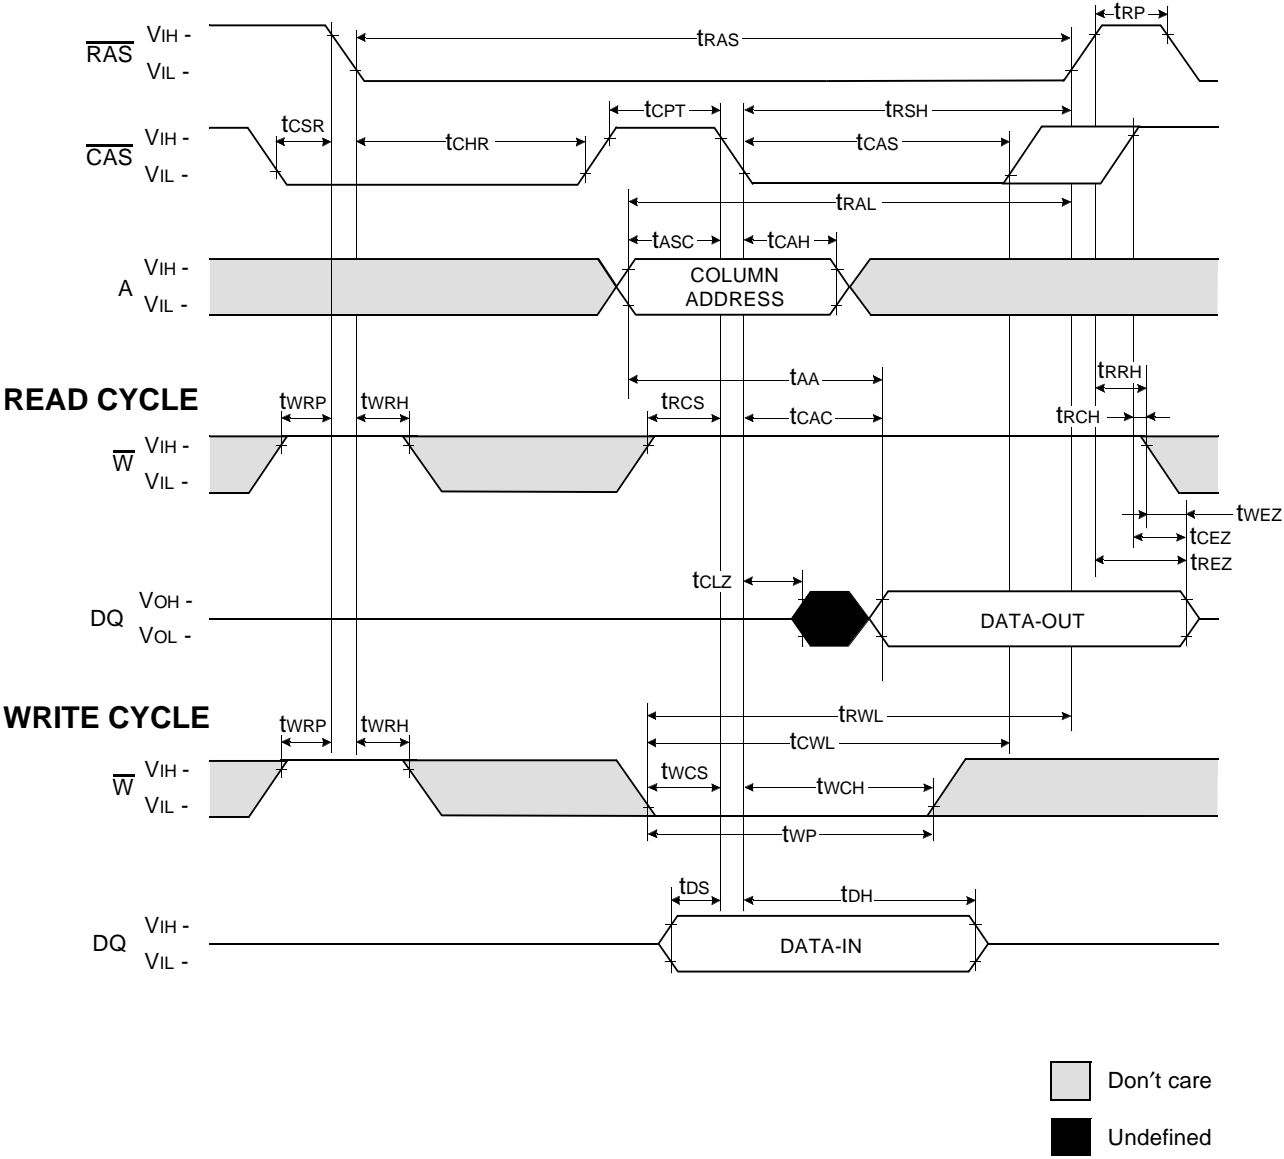 tRP
VIH -
RAS
tRAS
VIL -
tCPT
tRSH
tCSR
VIH -
CAS
tCHR
tCAS
VIL -
tRAL
tASC
tCAH
VIH -
A
COLUMN
ADDRESS
VIL -
tAA
tRRH
READ CYCLE
tWRP
tWRH
tRCS
tCAC
tRCH
VIH -
W
VIL -
tWEZ
tCEZ
tREZ
tCLZ
VOH -
DQ
DATA-OUT
VOL -
WRITE CYCLE
tWRP
tWRH
tRWL
tCWL
VIH -
W
tWCS
tWCH
VIL -
tWP
tDS
tDH
VIH -
DQ
DATA-IN
VIL -
Don′t care
Undefined